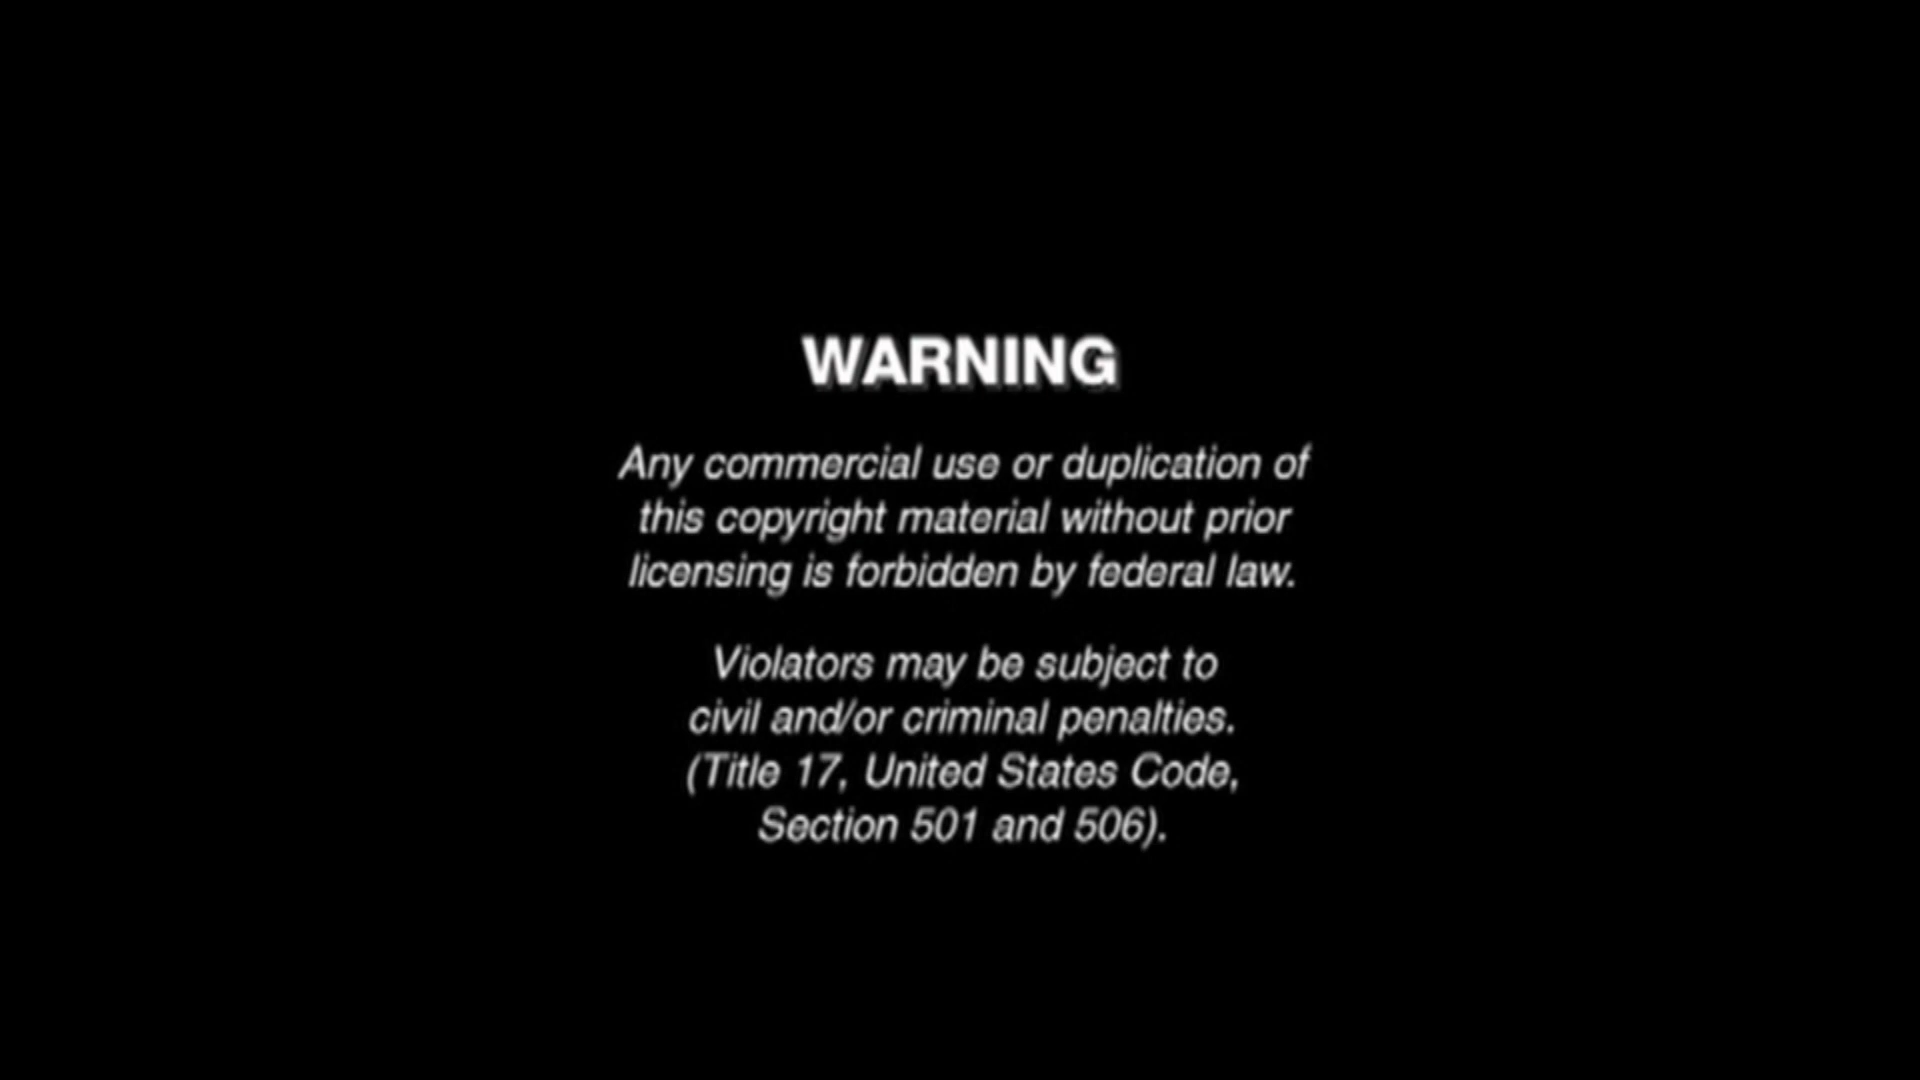 WARNING
Any commercial use or duplication of
this copyright material without prior
licensing is forbidden by federal law.
Violators may be subject to
civil and/or criminal penalties.
(Title 17, United States Code,
Section 501 and 506).